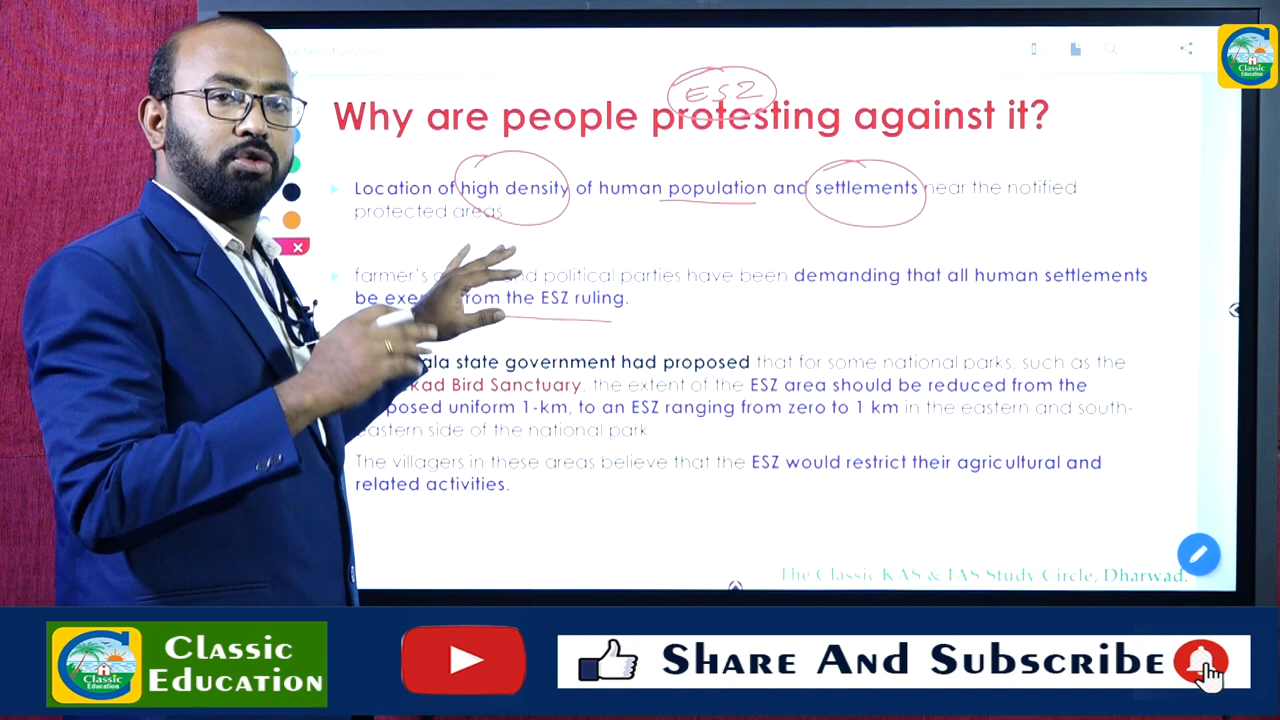 Classic
Education
ESZ
Why are people protesting against it?
Location of high density of human population and settlements near the notified
protected areas
farmer's and political parties have been demanding that all human settlements
be from the ESZ ruling.
state government had proposed that for some national parks, such as the
Bird Sanctuary, the extent of the ESZ area should be reduced from the
uniform 1-km, to an ESZ ranging from zero to 1 km in the eastern and south-
eastern side of the national park
The villagers in these areas believe that the ESZ would restrict their agricultural and
related activities.
The Classic KAS & IAS Study Circle, Dharwad.
Classic
Education
Classic
Education
Share And Subscribe